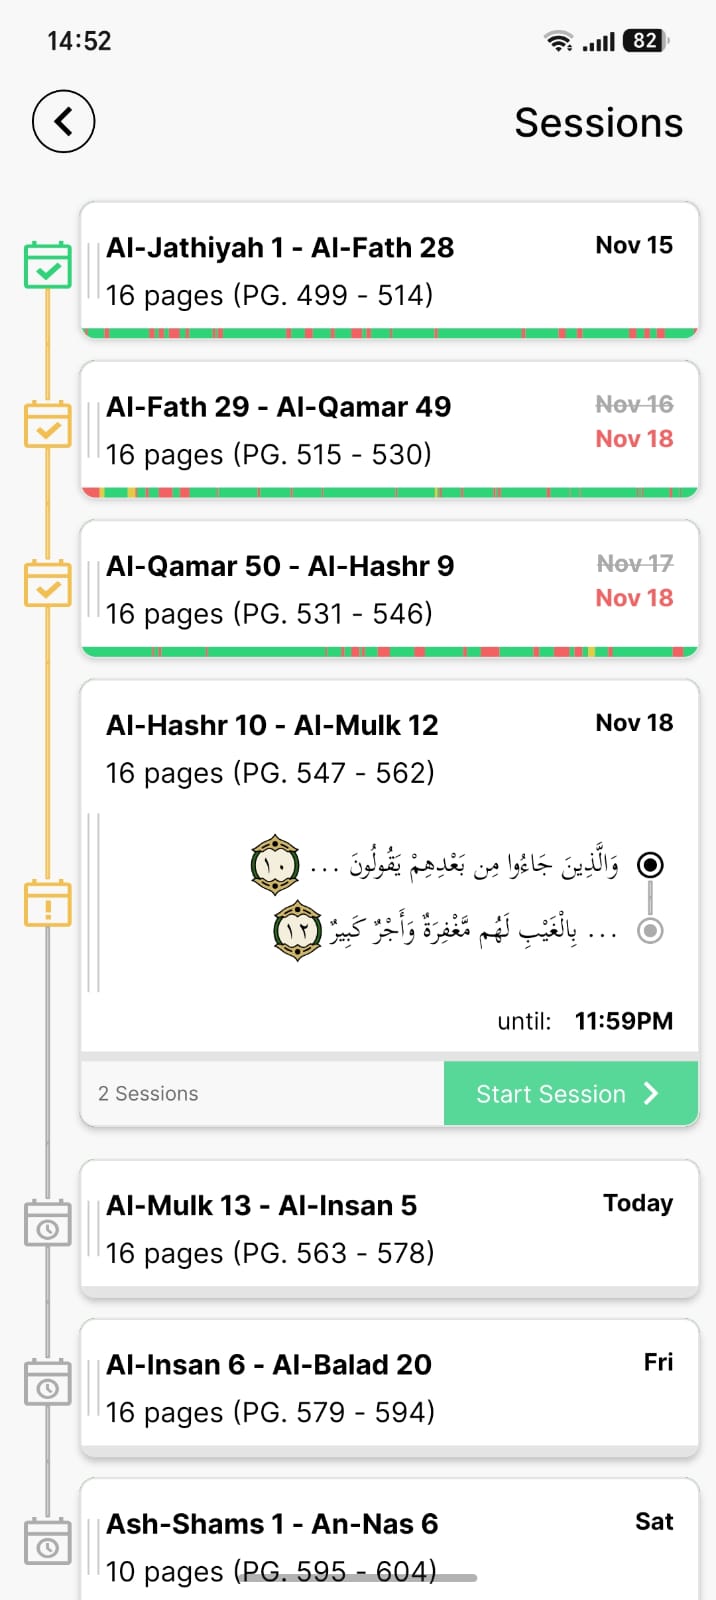 14:52
82
Sessions
Al-Jathiyah 1 - Al-Fath 28
Nov 15
16 pages (PG. 499 - 514)
Al-Fath 29 - Al-Qamar 49
Nov 16
Nov 18
16 pages (PG. 515 - 530)
Al-Qamar 50 - Al-Hashr 9
Nov 17
Nov 18
16 pages (PG. 531 - 546)
Al-Hashr 10 - Al-Mulk 12
Nov 18
16 pages (PG. 547 - 562)
وَالَّذِينَ جَاءُوا مِن بَعْدِهِمْ يَقُولُونَ ... ١٠
... بِالْغَيْبِ لَهُم مَّغْفِرَةٌ وَأَجْرٌ كَبِيرٌ ١٢
until: 11:59PM
2 Sessions
Start Session
Al-Mulk 13 - Al-Insan 5
Today
16 pages (PG. 563 - 578)
Al-Insan 6 - Al-Balad 20
Fri
16 pages (PG. 579 - 594)
Ash-Shams 1 - An-Nas 6
Sat
10 pages (PG. 595 - 604)